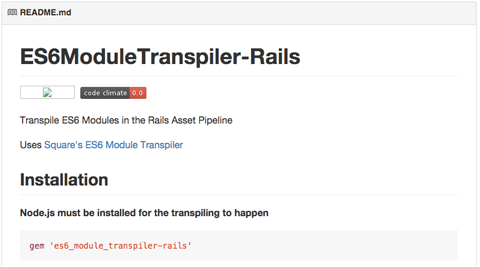 README.md
ES6ModuleTranspiler-Rails
code climate 0.0
Transpile ES6 Modules in the Rails Asset Pipeline
Uses Square's ES6 Module Transpiler
Installation
Node.js must be installed for the transpiling to happen
gem 'es6_module_transpiler-rails'